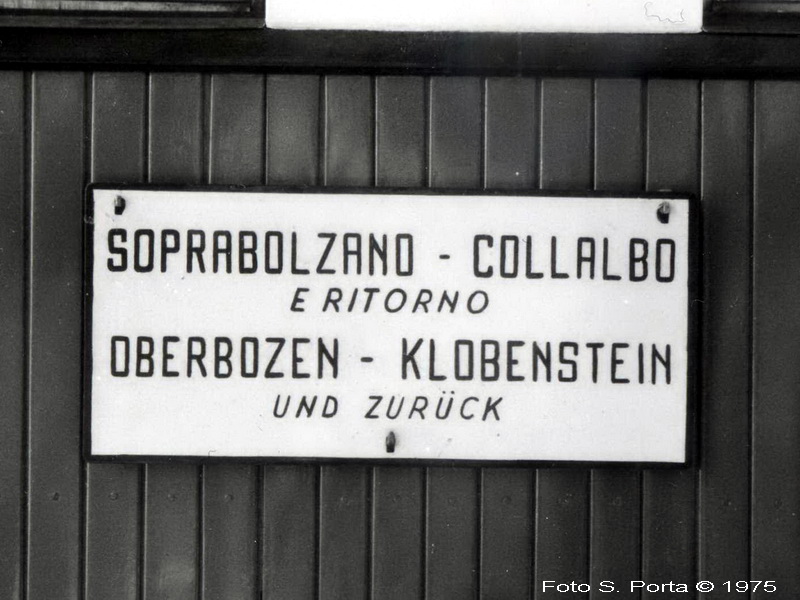 SOPRABOLZANO - COLLALBO
E RITORNO
OBERBOZEN - KLOBENSTEIN
UND ZURÜCK
Foto S. Porta © 1975